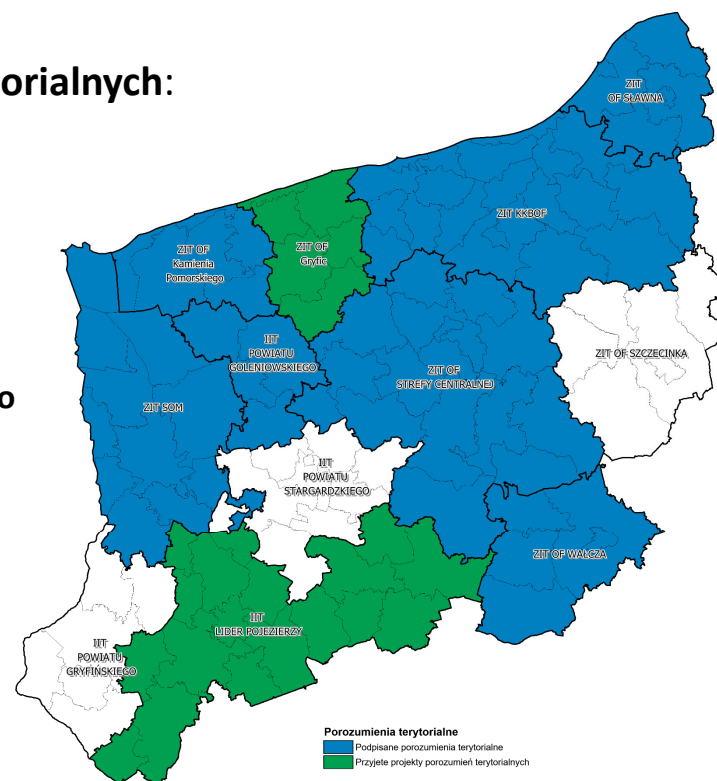 orialnych:
ZIT
OF SŁAWNA
ZIT KKBOF
ZIT OF
Kamienia
Pomorskiego
ZIT OF
Gryfic
IIT
POWIATU
GOLENIOWSKIEGO
ZIT OF
STREFY CENTRALNEJ
ZIT OF SZCZECINKA
o
ZIT SOM
IIT
POWIATU
STARGARDZKIEGO
ZIT OF WAŁCZA
IIT
LIDER POJEZIERZY
IIT
POWIATU
GRYFIŃSKIEGO
Porozumienia terytorialne
Podpisane porozumienia terytorialne
Przyjete projekty porozumień terytorialnych